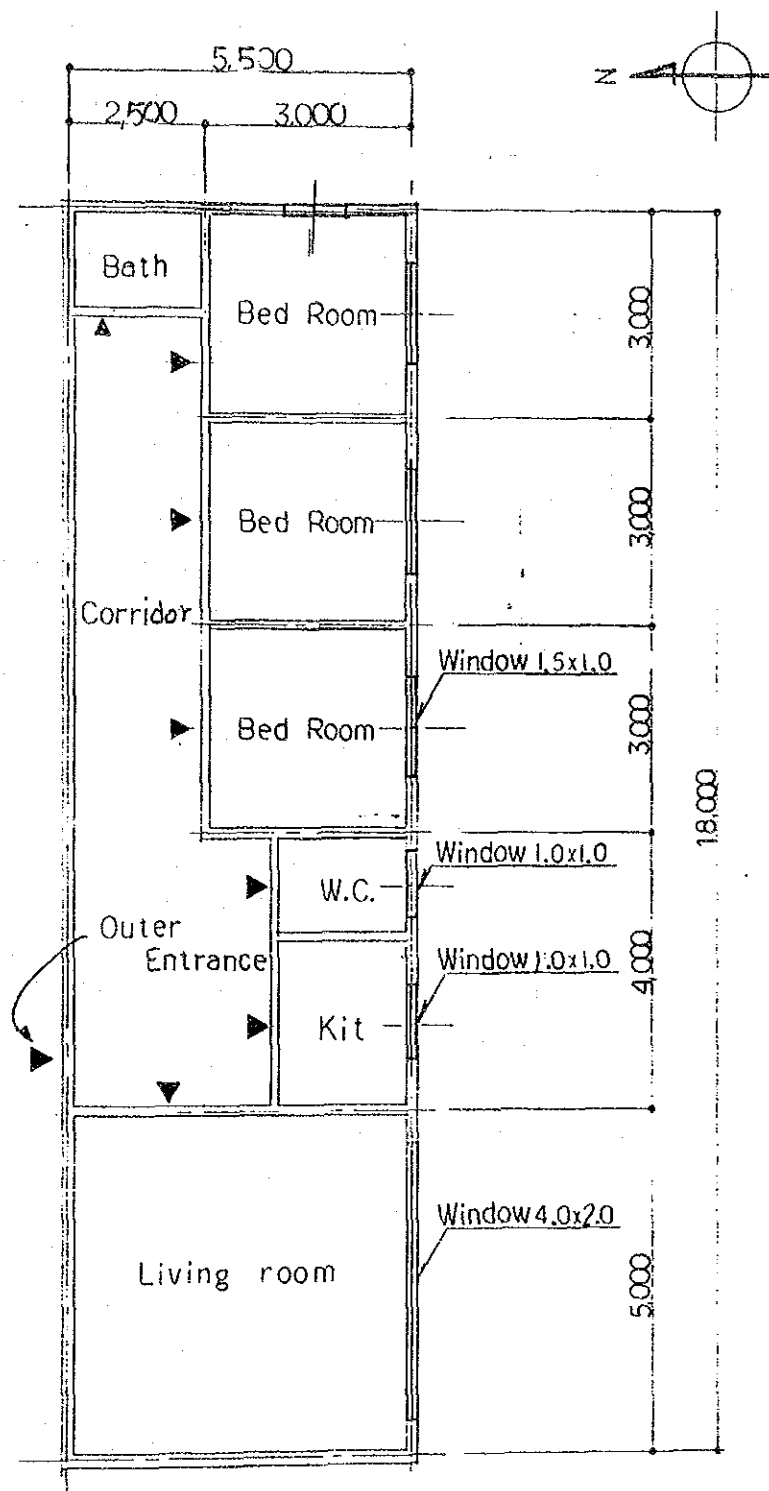 5,500
N
2,500
3,000
Bath
Bed Room
3,000
Bed Room
3,000
Corridor
Window 1.5x1.0
Bed Room
3,000
18,000
Window 1.0x1.0
W.C.
Outer
Entrance
Window 1.0x1.0
4,000
Kit
Window 4.0x2.0
Living room
5,000